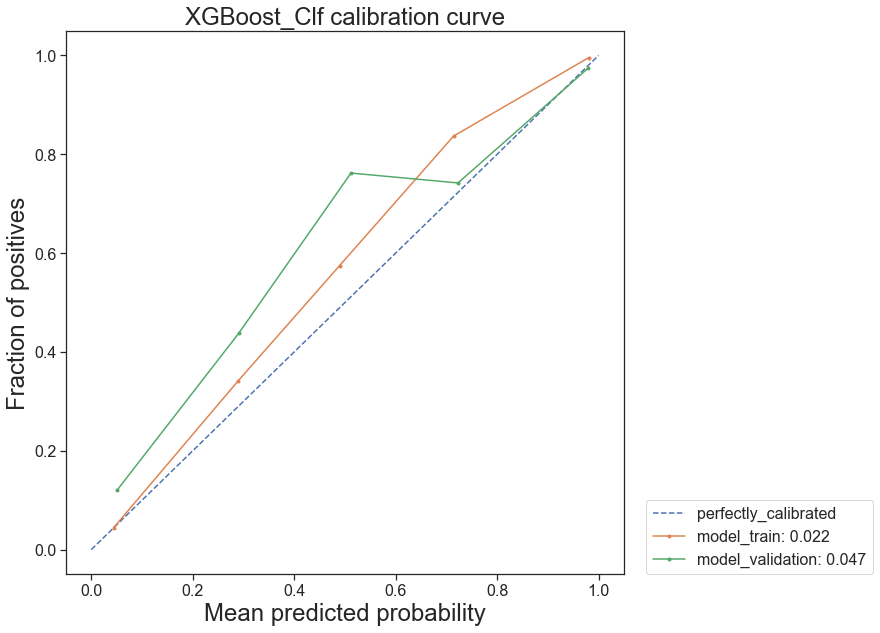 XGBoost_Clf calibration curve
Fraction of positives
1.0
0.8
0.6
0.4
0.2
0.0
0.0 0.2 0.4 0.6 0.8 1.0
Mean predicted probability
perfectly_calibrated
model_train: 0.022
model_validation: 0.047